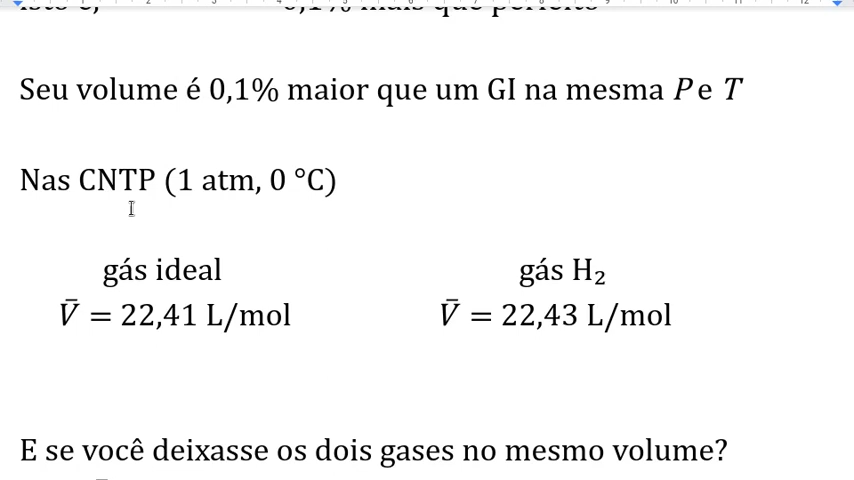 Seu volume é 0,1% maior que um GI na mesma P e T
Nas CNTP (1 atm, 0 °C)
gás ideal gás H₂
V̄ = 22,41 L/mol V̄ = 22,43 L/mol
E se você deixasse os dois gases no mesmo volume?